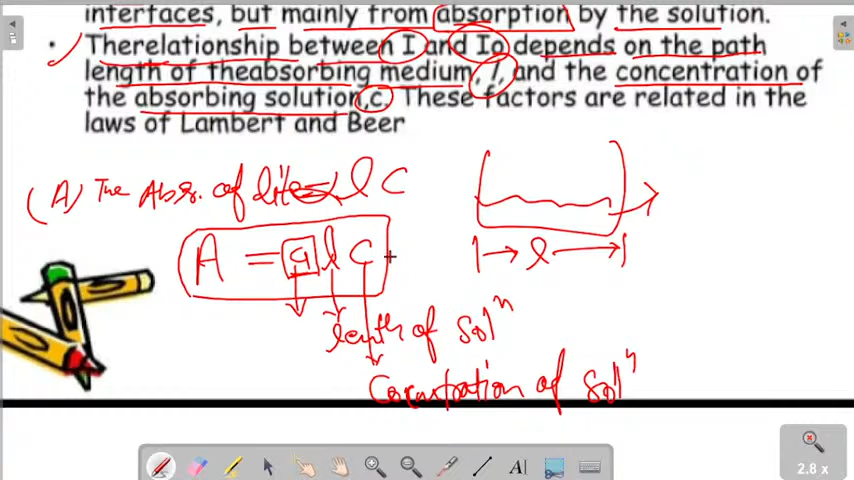 interfaces, but mainly from absorption by the solution.
• Therelationship between I and Io depends on the path
length of theabsorbing medium, l, and the concentration of
the absorbing solution,c. These factors are related in the
laws of Lambert and Beer
(A) The Abs. of l C
A = a l C
l
lenth of Solⁿ
of Solⁿ
AI
2.8 x